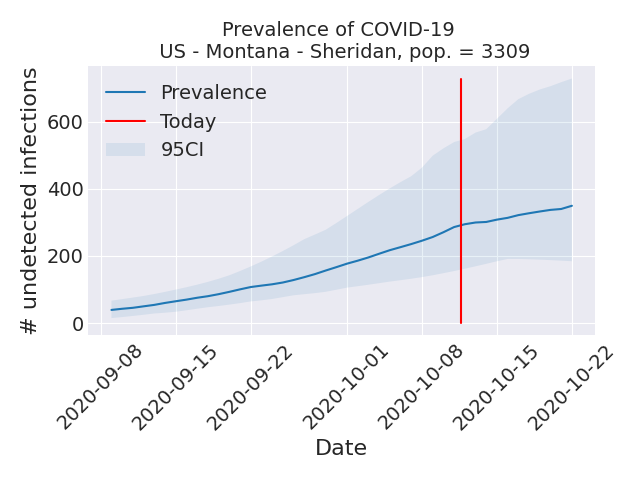 Prevalence of COVID-19
US - Montana - Sheridan, pop. = 3309
# undetected infections
600
400
200
0
Prevalence
Today
95CI
2020-09-08
2020-09-15
2020-09-22
2020-10-01
2020-10-08
2020-10-15
2020-10-22
Date